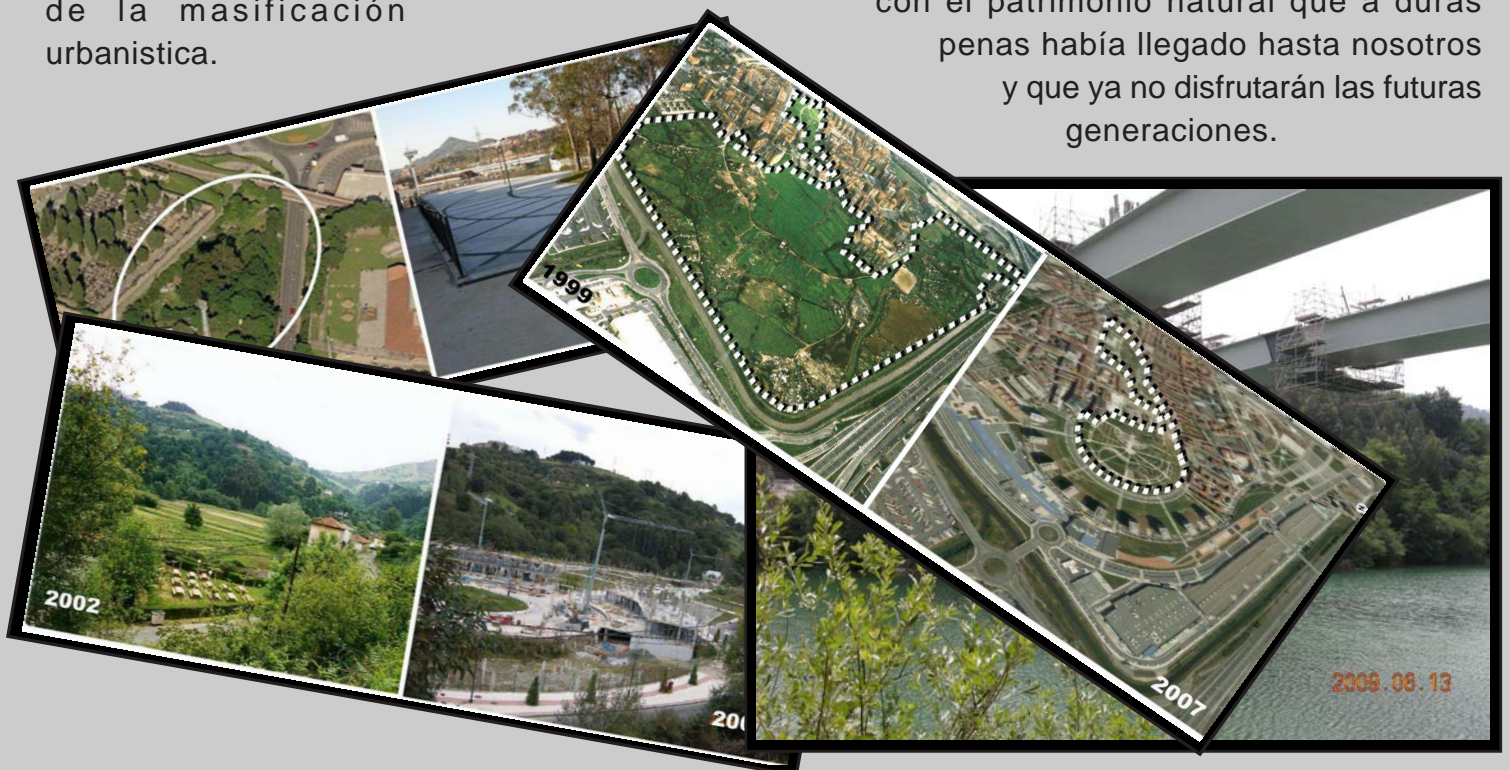 de la masificación
urbanistica.
con el patrimonio natural que a duras
penas había llegado hasta nosotros
y que ya no disfrutarán las futuras
generaciones.
1999
2007
2002
2009.06.13